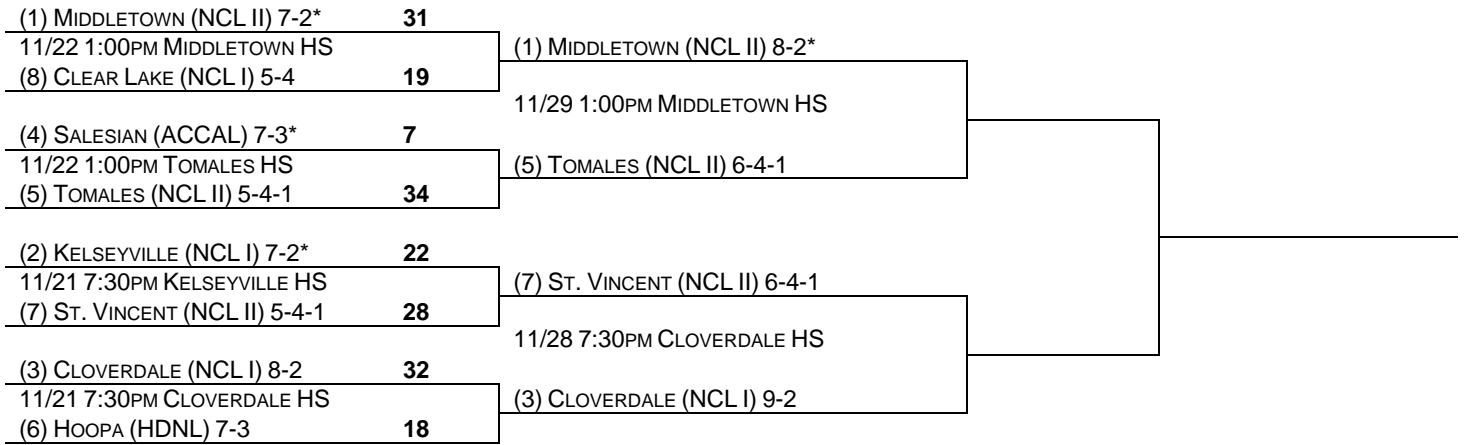 (1) MIDDLETOWN (NCL II) 7-2* 31
11/22 1:00PM MIDDLETOWN HS
(8) CLEAR LAKE (NCL I) 5-4 19
(4) SALESIAN (ACCAL) 7-3* 7
11/22 1:00PM TOMALES HS
(5) TOMALES (NCL II) 5-4-1 34
(2) KELSEYVILLE (NCL I) 7-2* 22
11/21 7:30PM KELSEYVILLE HS
(7) ST. VINCENT (NCL II) 5-4-1 28
(3) CLOVERDALE (NCL I) 8-2 32
11/21 7:30PM CLOVERDALE HS
(6) HOOPA (HDNL) 7-3 18
(1) MIDDLETOWN (NCL II) 8-2*
11/29 1:00PM MIDDLETOWN HS
(5) TOMALES (NCL II) 6-4-1
(7) ST. VINCENT (NCL II) 6-4-1
11/28 7:30PM CLOVERDALE HS
(3) CLOVERDALE (NCL I) 9-2